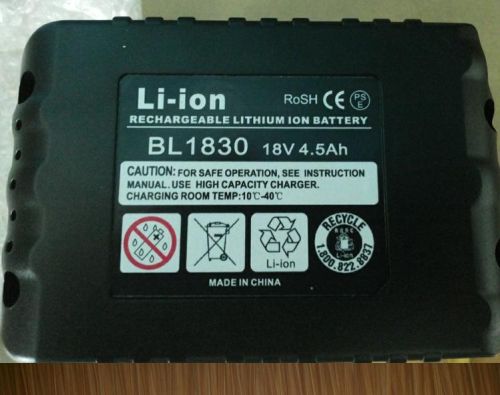 Li-ion RoSH CE PS E
RECHARGEABLE LITHIUM ION BATTERY
BL1830 18V 4.5Ah
CAUTION: FOR SAFE OPERATION, SEE INSTRUCTION
MANUAL. USE HIGH CAPACITY CHARGER.
CHARGING ROOM TEMP:10℃-40℃
RECYCLE
Li-ion
1.800.822.8837
Li-ion
MADE IN CHINA